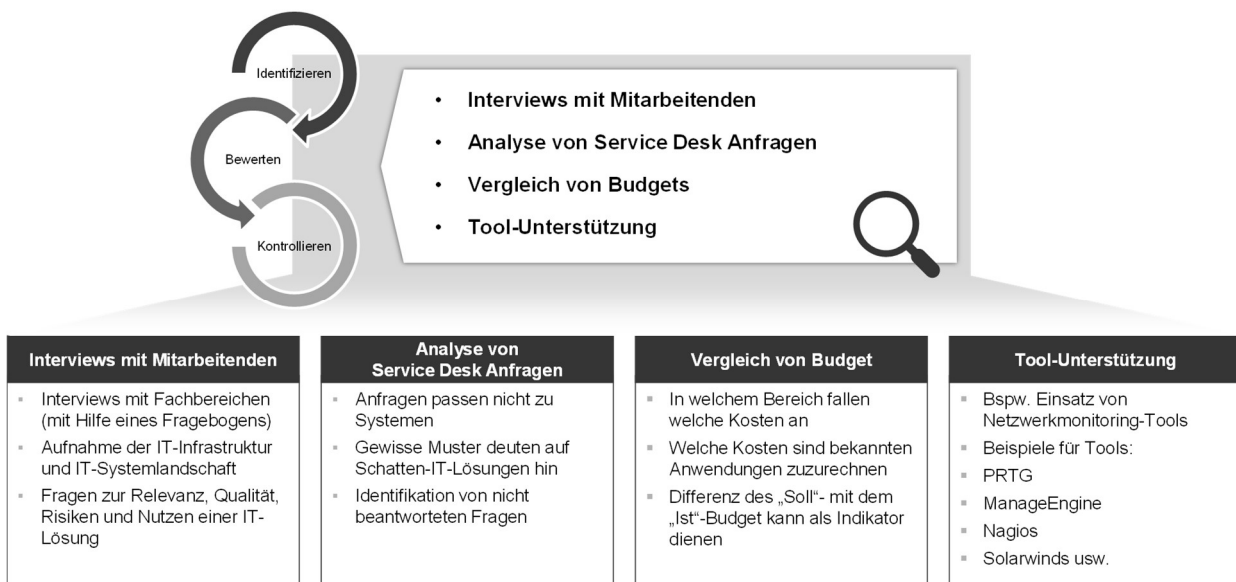 Identifizieren
Bewerten
Kontrollieren
• Interviews mit Mitarbeitenden
• Analyse von Service Desk Anfragen
• Vergleich von Budgets
• Tool-Unterstützung
Interviews mit Mitarbeitenden
▪ Interviews mit Fachbereichen
(mit Hilfe eines Fragebogens)
▪ Aufnahme der IT-Infrastruktur
und IT-Systemlandschaft
▪ Fragen zur Relevanz, Qualität,
Risiken und Nutzen einer IT-
Lösung
Analyse von
Service Desk Anfragen
▪ Anfragen passen nicht zu
Systemen
▪ Gewisse Muster deuten auf
Schatten-IT-Lösungen hin
▪ Identifikation von nicht
beantworteten Fragen
Vergleich von Budget
▪ In welchem Bereich fallen
welche Kosten an
▪ Welche Kosten sind bekannten
Anwendungen zuzurechnen
▪ Differenz des „Soll“- mit dem
„Ist“-Budget kann als Indikator
dienen
Tool-Unterstützung
▪ Bspw. Einsatz von
Netzwerkmonitoring-Tools
▪ Beispiele für Tools:
▪ PRTG
▪ ManageEngine
▪ Nagios
▪ Solarwinds usw.